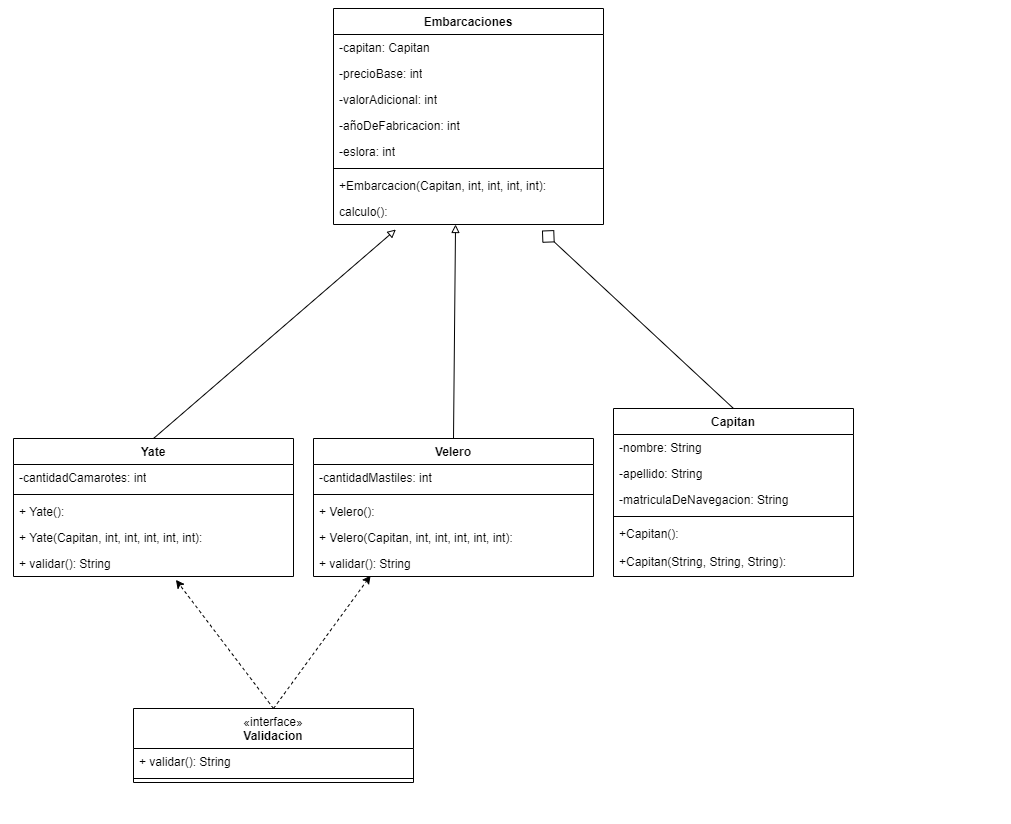 Embarcaciones
-capitan: Capitan
-precioBase: int
-valorAdicional: int
-añoDeFabricacion: int
-eslora: int
+Embarcacion(Capitan, int, int, int, int):
calculo():
Yate
-cantidadCamarotes: int
+ Yate():
+ Yate(Capitan, int, int, int, int, int):
+ validar(): String
Velero
-cantidadMastiles: int
+ Velero():
+ Velero(Capitan, int, int, int, int, int):
+ validar(): String
Capitan
-nombre: String
-apellido: String
-matriculaDeNavegacion: String
+Capitan():
+Capitan(String, String, String):
«interface»
Validacion
+ validar(): String